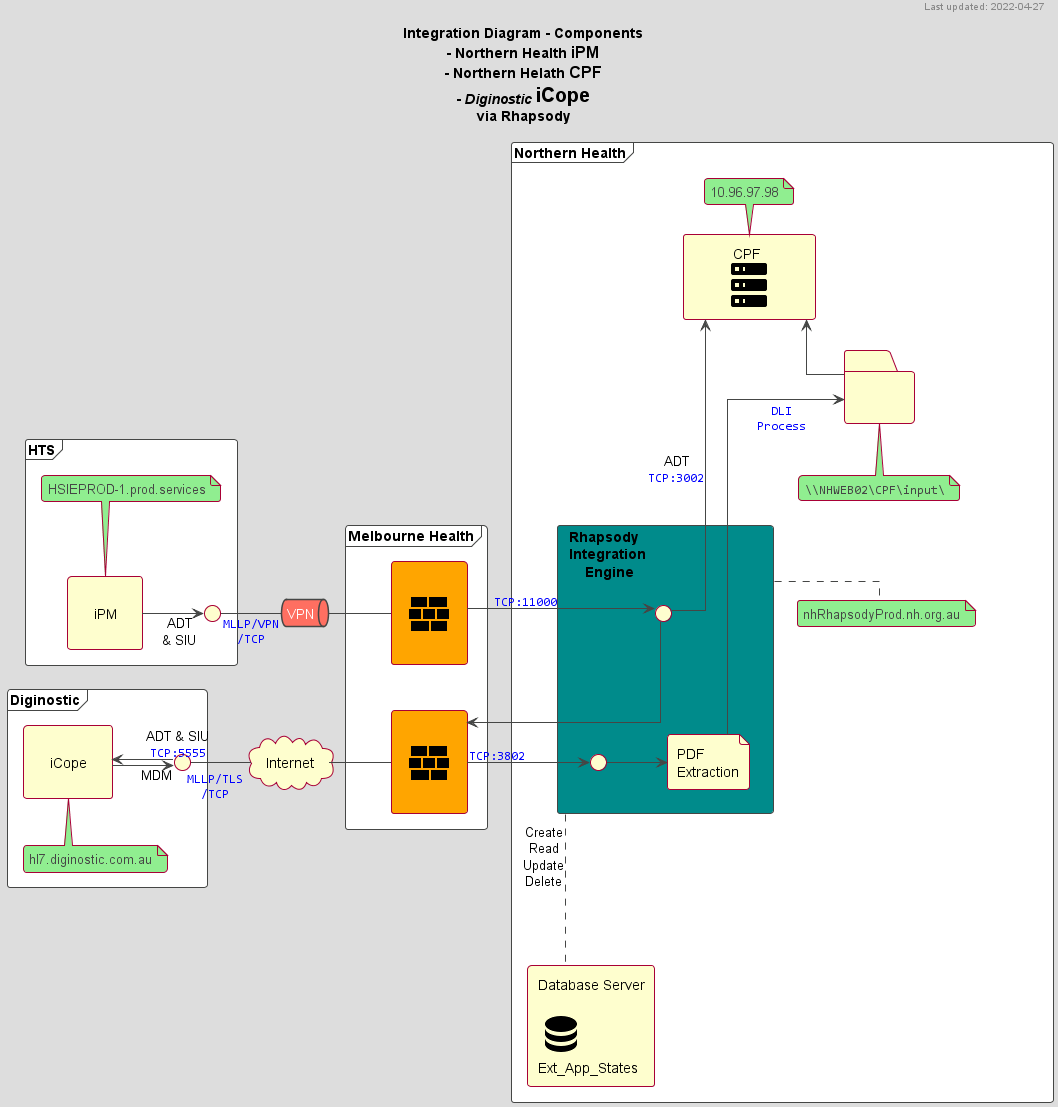 Last updated: 2022-04-27
Integration Diagram - Components
- Northern Health iPM
- Northern Helath CPF
- Diginostic iCope
via Rhapsody
Northern Health
10.96.97.98
CPF
DLI
Process
ADT
TCP:3002
\\NHWEB02\CPF\input\
HTS
HSIEPROD-1.prod.services
iPM
ADT
& SIU
MLLP/VPN
/TCP
VPN
Melbourne Health
TCP:11000
Rhapsody
Integration
Engine
nhRhapsodyProd.nh.org.au
Diginostic
iCope
ADT & SIU
TCP:5555
MDM
MLLP/TLS
/TCP
Internet
TCP:3802
PDF
Extraction
hl7.diginostic.com.au
Create
Read
Update
Delete
Database Server
Ext_App_States